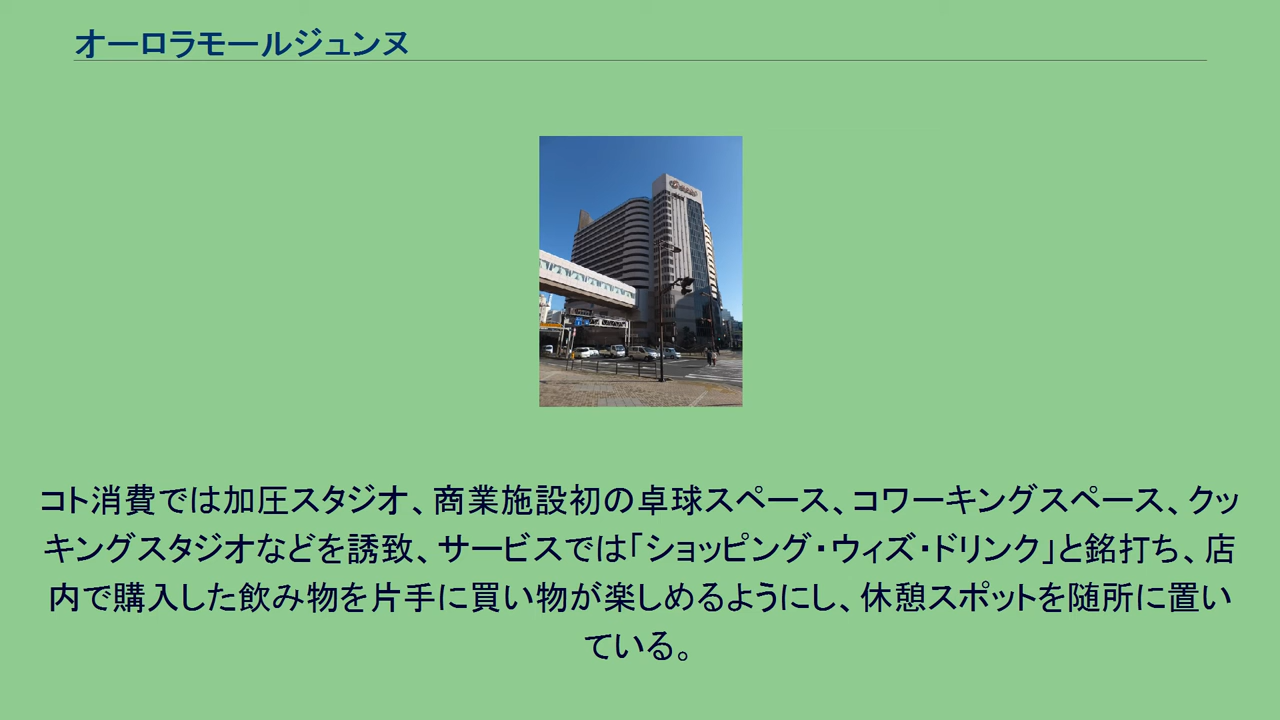 オーロラモールジュンヌ
コト消費では加圧スタジオ、商業施設初の卓球スペース、コワーキングスペース、クッ
キングスタジオなどを誘致、サービスでは「ショッピング・ウィズ・ドリンク」と銘打ち、店
内で購入した飲み物を片手に買い物が楽しめるようにし、休憩スポットを随所に置い
ている。